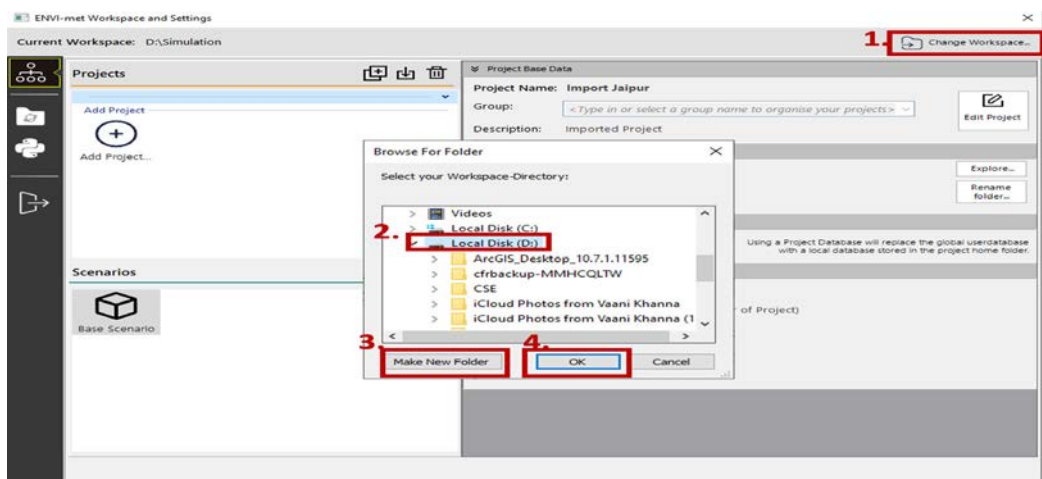 ENVI-met Workspace and Settings
Current Workspace: D:\Simulation
1. Change Workspace...
Projects
Add Project
Add Project...
Scenarios
Base Scenario
Project Base Data
Project Name: Import Jaipur
Group: <Type in or select a group name to organise your projects>
Description: Imported Project
Edit Project
Explore...
Rename
folder...
Using a Project Database will replace the global userdatabase
with a local database stored in the project home folder.
of Project)
Browse For Folder
Select your Workspace-Directory:
Videos
Local Disk (C:)
2. Local Disk (D:)
ArcGIS_Desktop_10.7.1.11595
cfrbackup-MMHCQLTW
CSE
iCloud Photos from Vaani Khanna
iCloud Photos from Vaani Khanna (1
3. Make New Folder
4. OK
Cancel